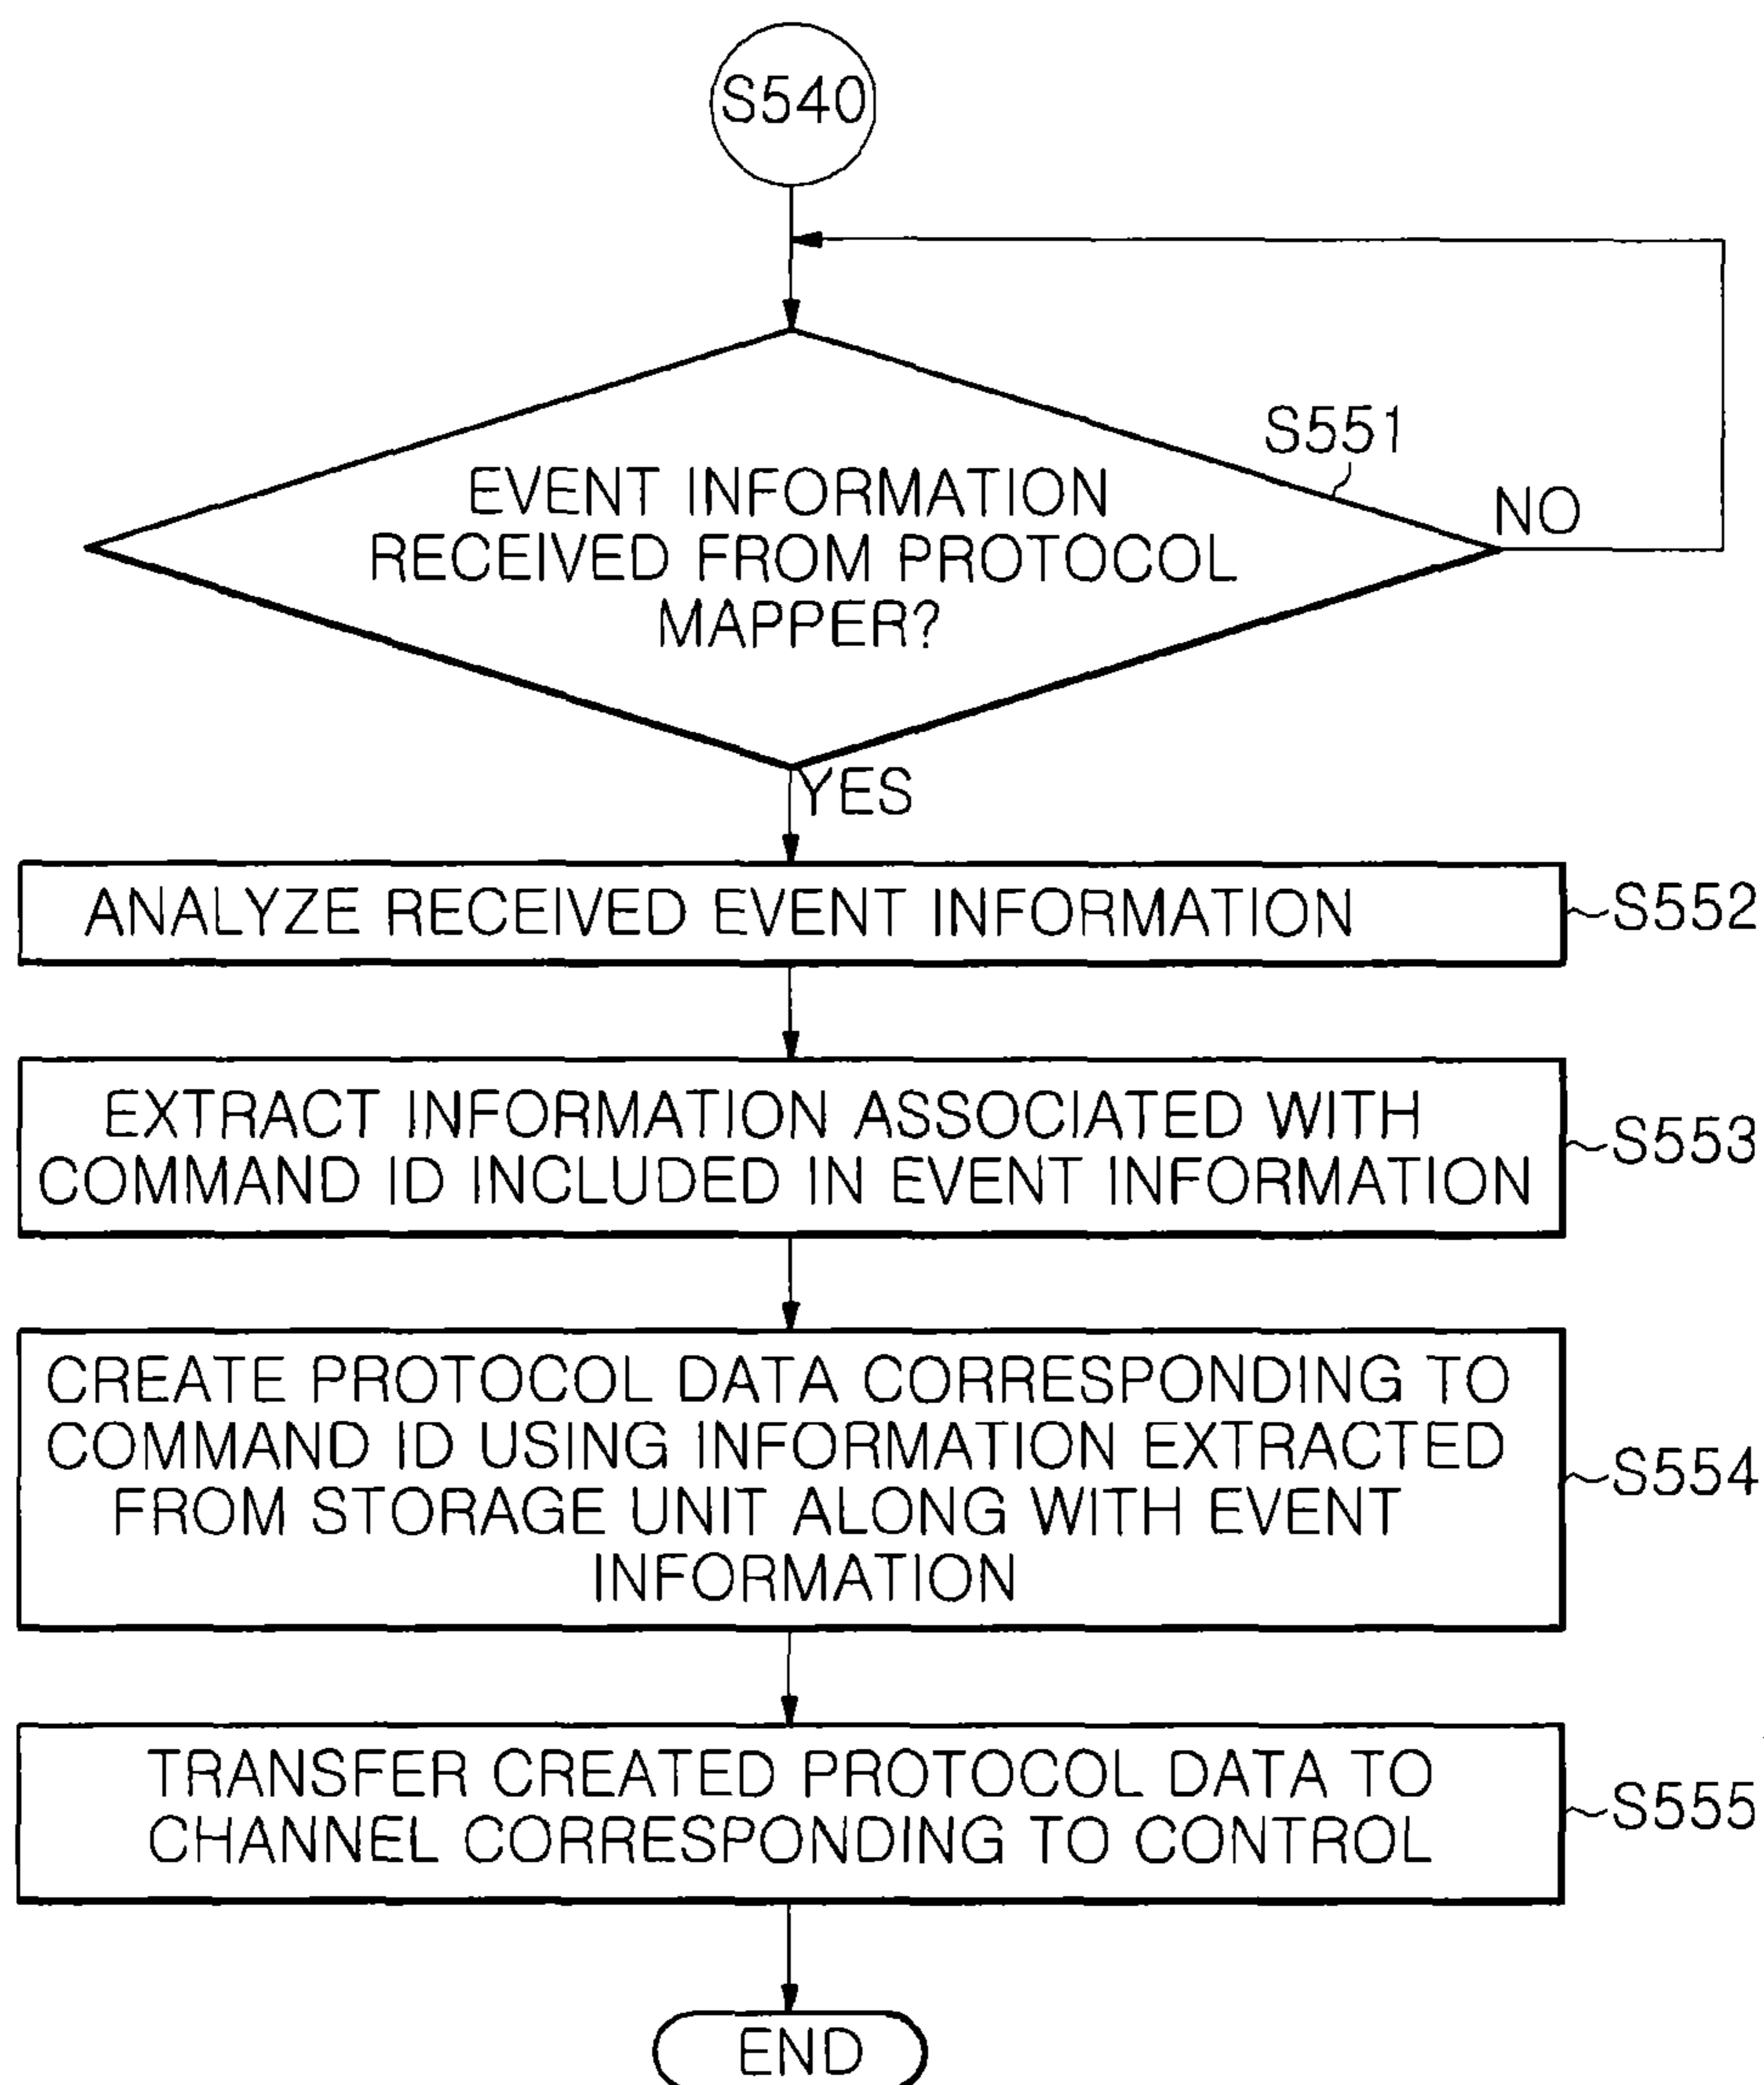 S540
S551
NO
EVENT INFORMATION
RECEIVED FROM PROTOCOL
MAPPER?
YES
ANALYZE RECEIVED EVENT INFORMATION
S552
EXTRACT INFORMATION ASSOCIATED WITH
COMMAND ID INCLUDED IN EVENT INFORMATION
S553
CREATE PROTOCOL DATA CORRESPONDING TO
COMMAND ID USING INFORMATION EXTRACTED
FROM STORAGE UNIT ALONG WITH EVENT
INFORMATION
S554
TRANSFER CREATED PROTOCOL DATA TO
CHANNEL CORRESPONDING TO CONTROL
S555
END